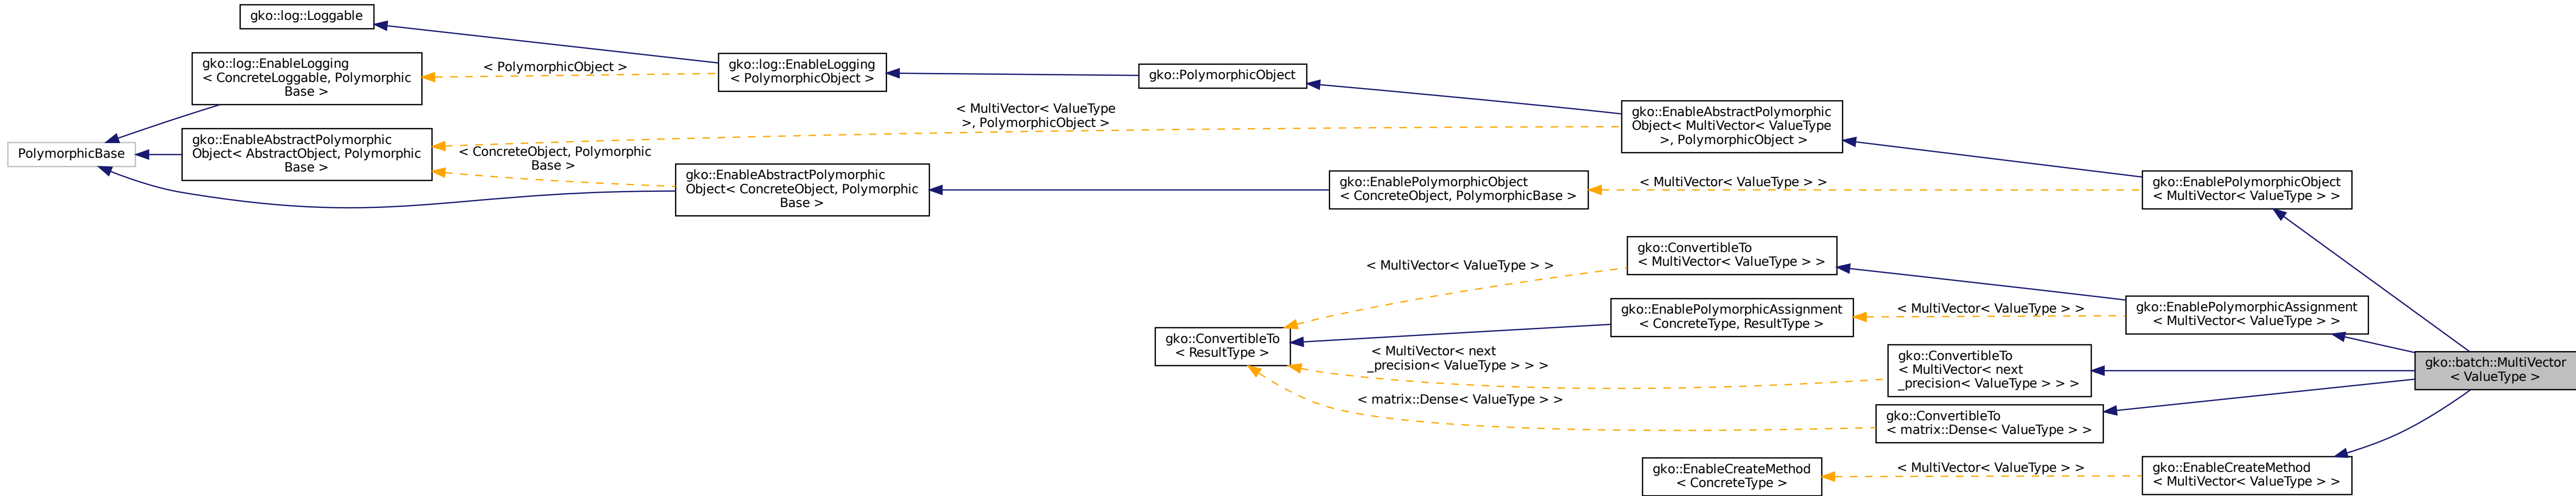 gko::log::Loggable
gko::log::EnableLogging
< ConcreteLoggable, Polymorphic
Base >
< PolymorphicObject >
gko::log::EnableLogging
< PolymorphicObject >
gko::PolymorphicObject
< MultiVector< ValueType
>, PolymorphicObject >
gko::EnableAbstractPolymorphic
Object< MultiVector< ValueType
>, PolymorphicObject >
PolymorphicBase
gko::EnableAbstractPolymorphic
Object< AbstractObject, Polymorphic
Base >
< ConcreteObject, Polymorphic
Base >
gko::EnableAbstractPolymorphic
Object< ConcreteObject, Polymorphic
Base >
gko::EnablePolymorphicObject
< ConcreteObject, PolymorphicBase >
< MultiVector< ValueType > >
gko::EnablePolymorphicObject
< MultiVector< ValueType > >
< MultiVector< ValueType > >
gko::ConvertibleTo
< MultiVector< ValueType > >
gko::ConvertibleTo
< ResultType >
gko::EnablePolymorphicAssignment
< ConcreteType, ResultType >
< MultiVector< ValueType > >
gko::EnablePolymorphicAssignment
< MultiVector< ValueType > >
< MultiVector< next
_precision< ValueType > > >
gko::ConvertibleTo
< MultiVector< next
_precision< ValueType > > >
gko::batch::MultiVector
< ValueType >
< matrix::Dense< ValueType > >
gko::ConvertibleTo
< matrix::Dense< ValueType > >
gko::EnableCreateMethod
< ConcreteType >
< MultiVector< ValueType > >
gko::EnableCreateMethod
< MultiVector< ValueType > >